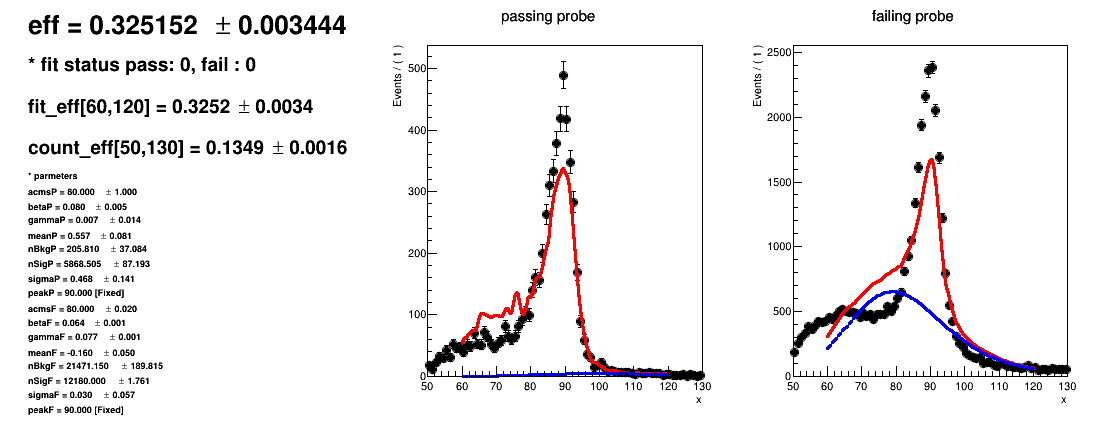 eff = 0.325152 ± 0.003444
* fit status pass: 0, fail : 0
fit_eff[60,120] = 0.3252 ± 0.0034
count_eff[50,130] = 0.1349 ± 0.0016
* parmeters
acmsP = 80.000 ± 1.000
betaP = 0.080 ± 0.005
gammaP = 0.007 ± 0.014
meanP = 0.557 ± 0.081
nBkgP = 205.810 ± 37.084
nSigP = 5868.505 ± 87.193
sigmaP = 0.468 ± 0.141
peakP = 90.000 [Fixed]
acmsF = 80.000 ± 0.020
betaF = 0.064 ± 0.001
gammaF = 0.077 ± 0.001
meanF = -0.160 ± 0.050
nBkgF = 21471.150 ± 189.815
nSigF = 12180.000 ± 1.761
sigmaF = 0.030 ± 0.057
peakF = 90.000 [Fixed]
passing probe
Events / ( 1 )
500
400
300
200
100
0
50 60 70 80 90 100 110 120 130
x
failing probe
Events / ( 1 )
2500
2000
1500
1000
500
0
50 60 70 80 90 100 110 120 130
x